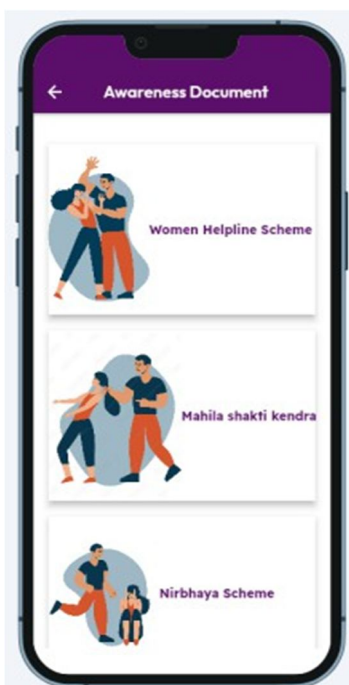 Awareness Document
Women Helpline Scheme
Mahila shakti kendra
Nirbhaya Scheme